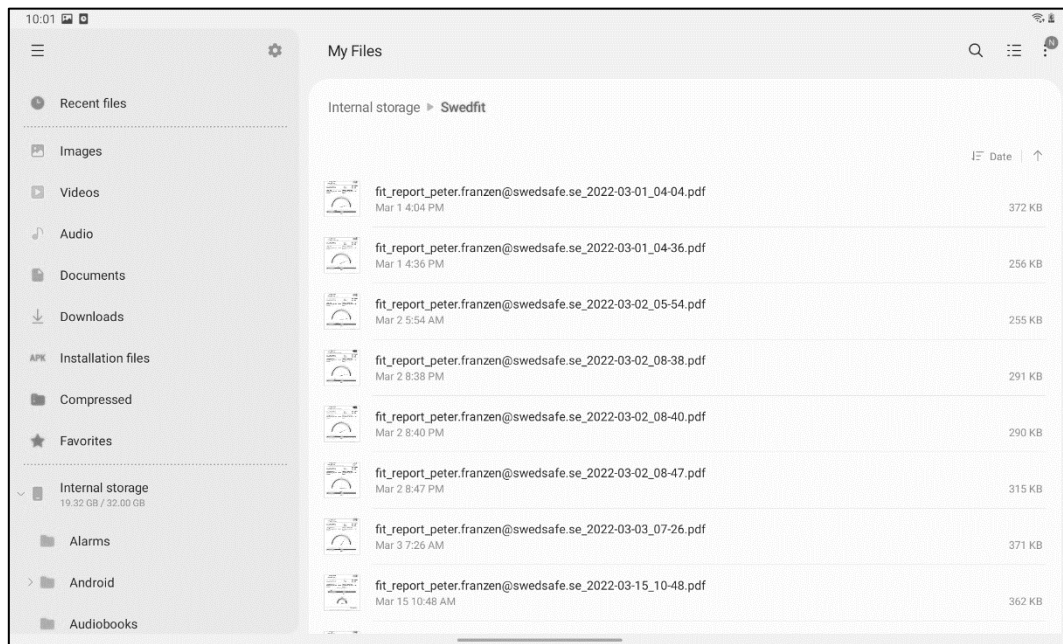 10:01
My Files
N
Recent files
Images
Videos
Audio
Documents
Downloads
APK Installation files
Compressed
Favorites
Internal storage
19.32 GB / 32.00 GB
Alarms
Android
Audiobooks
Internal storage ▶ Swedfit
Date
fit_report_peter.franzen@swedsafe.se_2022-03-01_04-04.pdf
Mar 1 4:04 PM 372 KB
fit_report_peter.franzen@swedsafe.se_2022-03-01_04-36.pdf
Mar 1 4:36 PM 256 KB
fit_report_peter.franzen@swedsafe.se_2022-03-02_05-54.pdf
Mar 2 5:54 AM 255 KB
fit_report_peter.franzen@swedsafe.se_2022-03-02_08-38.pdf
Mar 2 8:38 PM 291 KB
fit_report_peter.franzen@swedsafe.se_2022-03-02_08-40.pdf
Mar 2 8:40 PM 290 KB
fit_report_peter.franzen@swedsafe.se_2022-03-02_08-47.pdf
Mar 2 8:47 PM 315 KB
fit_report_peter.franzen@swedsafe.se_2022-03-03_07-26.pdf
Mar 3 7:26 AM 371 KB
fit_report_peter.franzen@swedsafe.se_2022-03-15_10-48.pdf
Mar 15 10:48 AM 362 KB